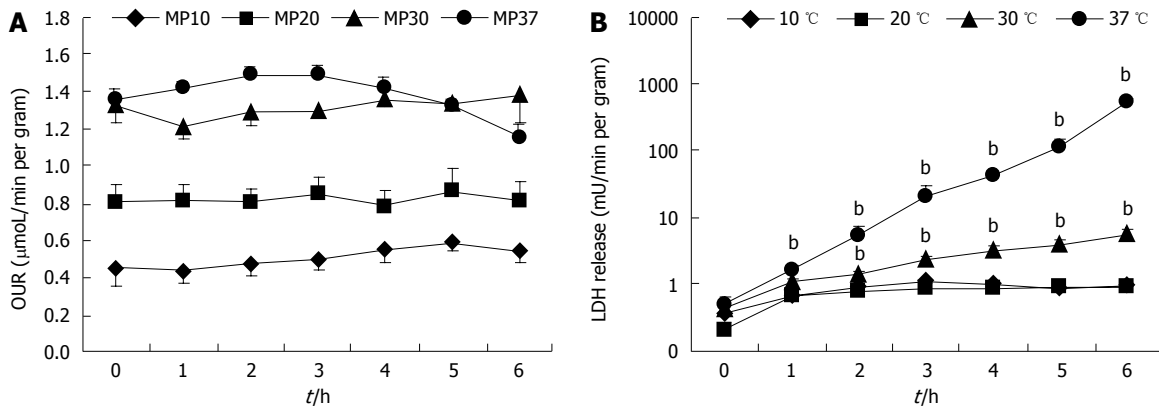 A
MP10 MP20 MP30 MP37
OUR (μmoL/min per gram)
1.8
1.6
1.4
1.2
1.0
0.8
0.6
0.4
0.2
0.0
0 1 2 3 4 5 6
t/h
B
10 ℃ 20 ℃ 30 ℃ 37 ℃
LDH release (mU/min per gram)
10000
1000
100
10
1
0
b
b
b
b
b
b
b
b
b
b
b
0 1 2 3 4 5 6
t/h